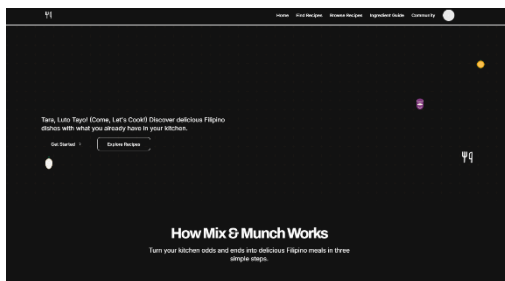 Home Find Recipes Browse Recipes Ingredient Guide Community
Tara, Luto Tayo! (Come, Let's Cook!) Discover delicious Filipino
dishes with what you already have in your kitchen.
Get Started Explore Recipes
How Mix & Munch Works
Turn your kitchen odds and ends into delicious Filipino meals in three
simple steps.